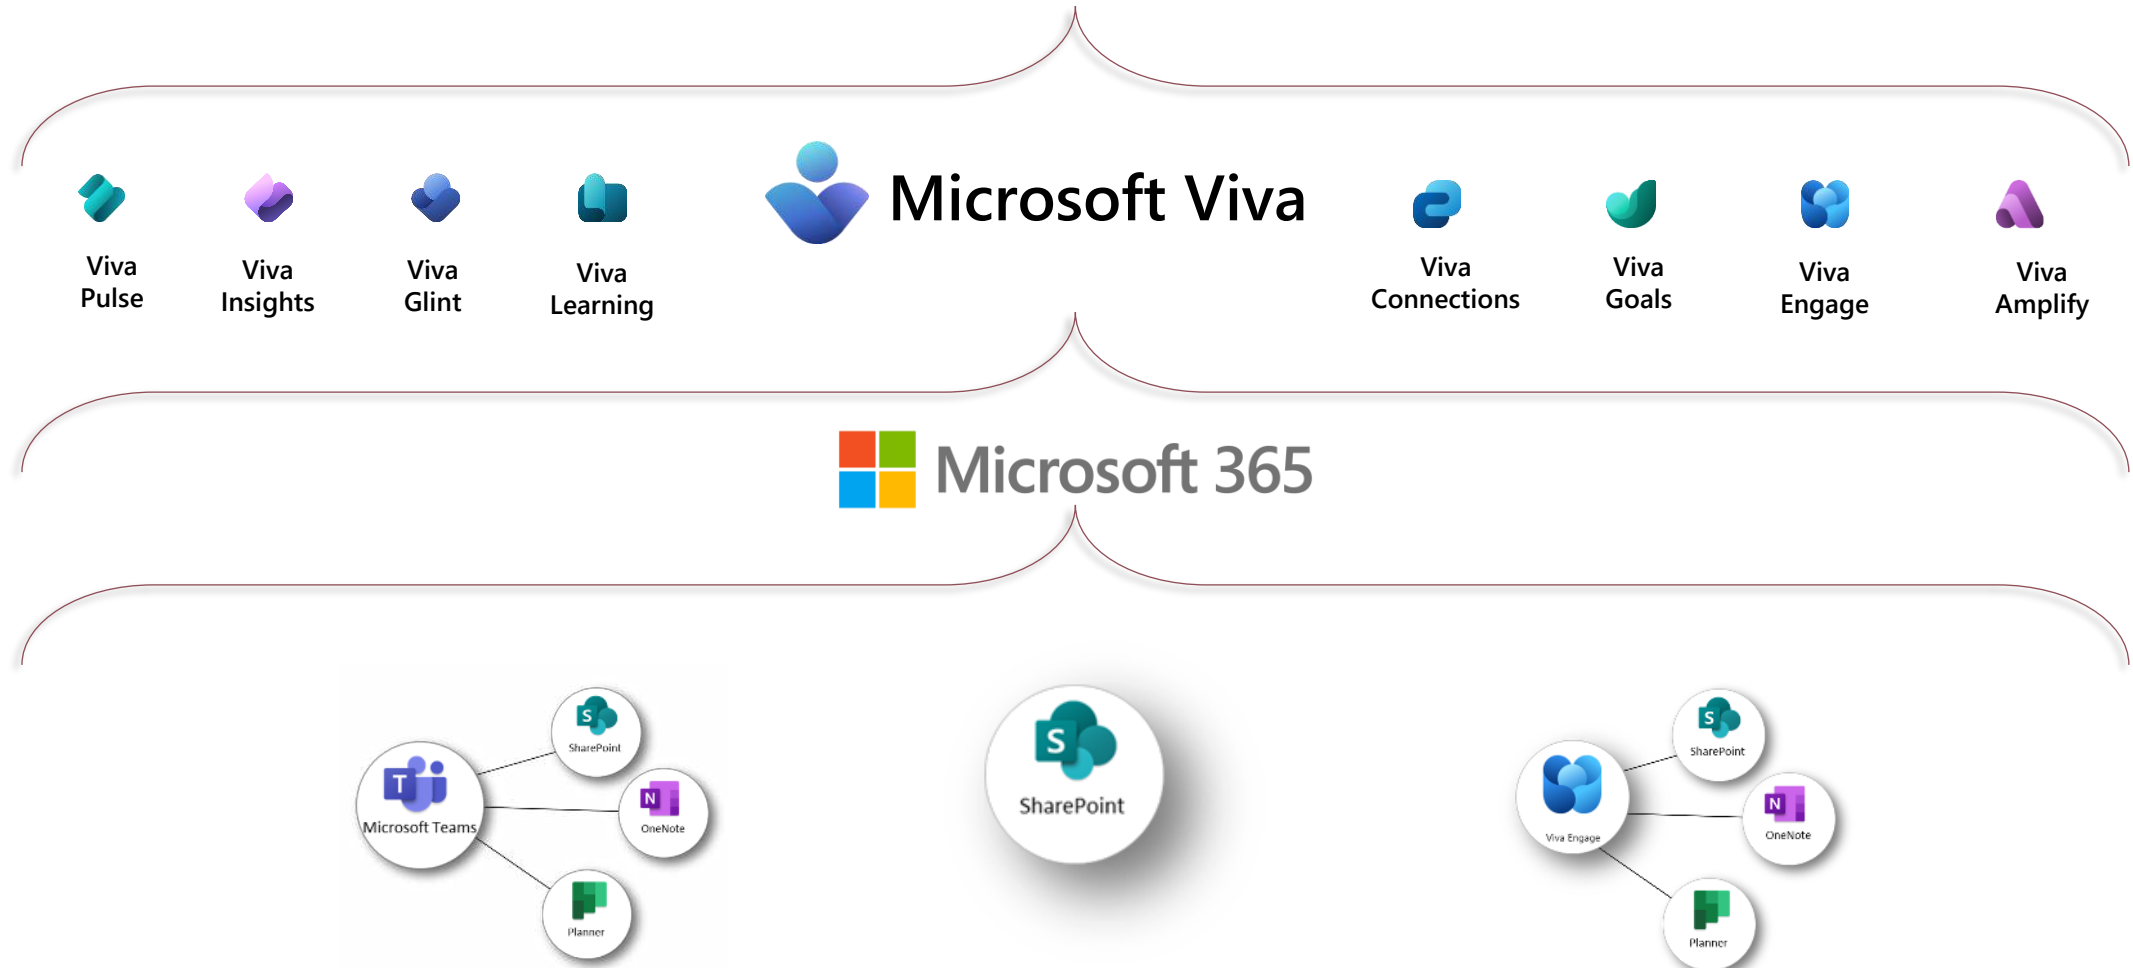 Microsoft Viva
Viva
Pulse
Viva
Insights
Viva
Glint
Viva
Learning
Viva
Connections
Viva
Goals
Viva
Engage
Viva
Amplify
Microsoft 365
T
Microsoft Teams
S
SharePoint
N
OneNote
Planner
S
SharePoint
Viva Engage
S
SharePoint
N
OneNote
Planner